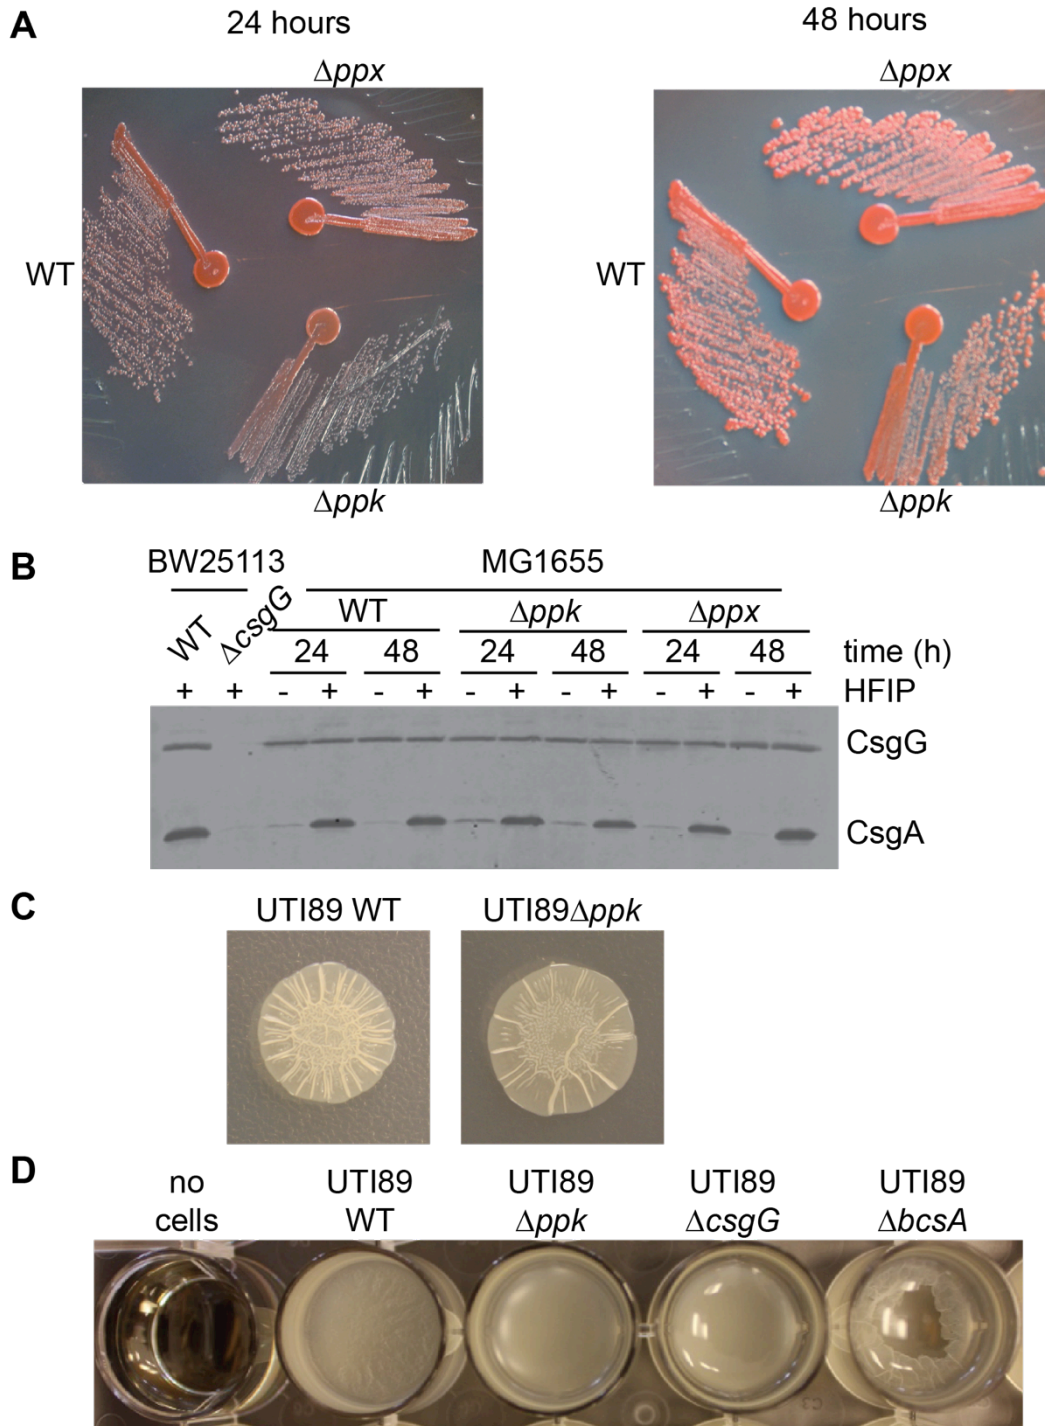 A
24 hours
48 hours
Δppx
Δppx
WT
WT
Δppk
Δppk
B
BW25113
MG1655
WT
ΔcsgG
WT
Δppk
Δppx
24 48 24 48 24 48 time (h)
+ + - + - + - + - + - + - + HFIP
CsgG
CsgA
C
UTI89 WT
UTI89Δppk
D
no cells
UTI89 WT
UTI89 Δppk
UTI89 ΔcsgG
UTI89 ΔbcsA